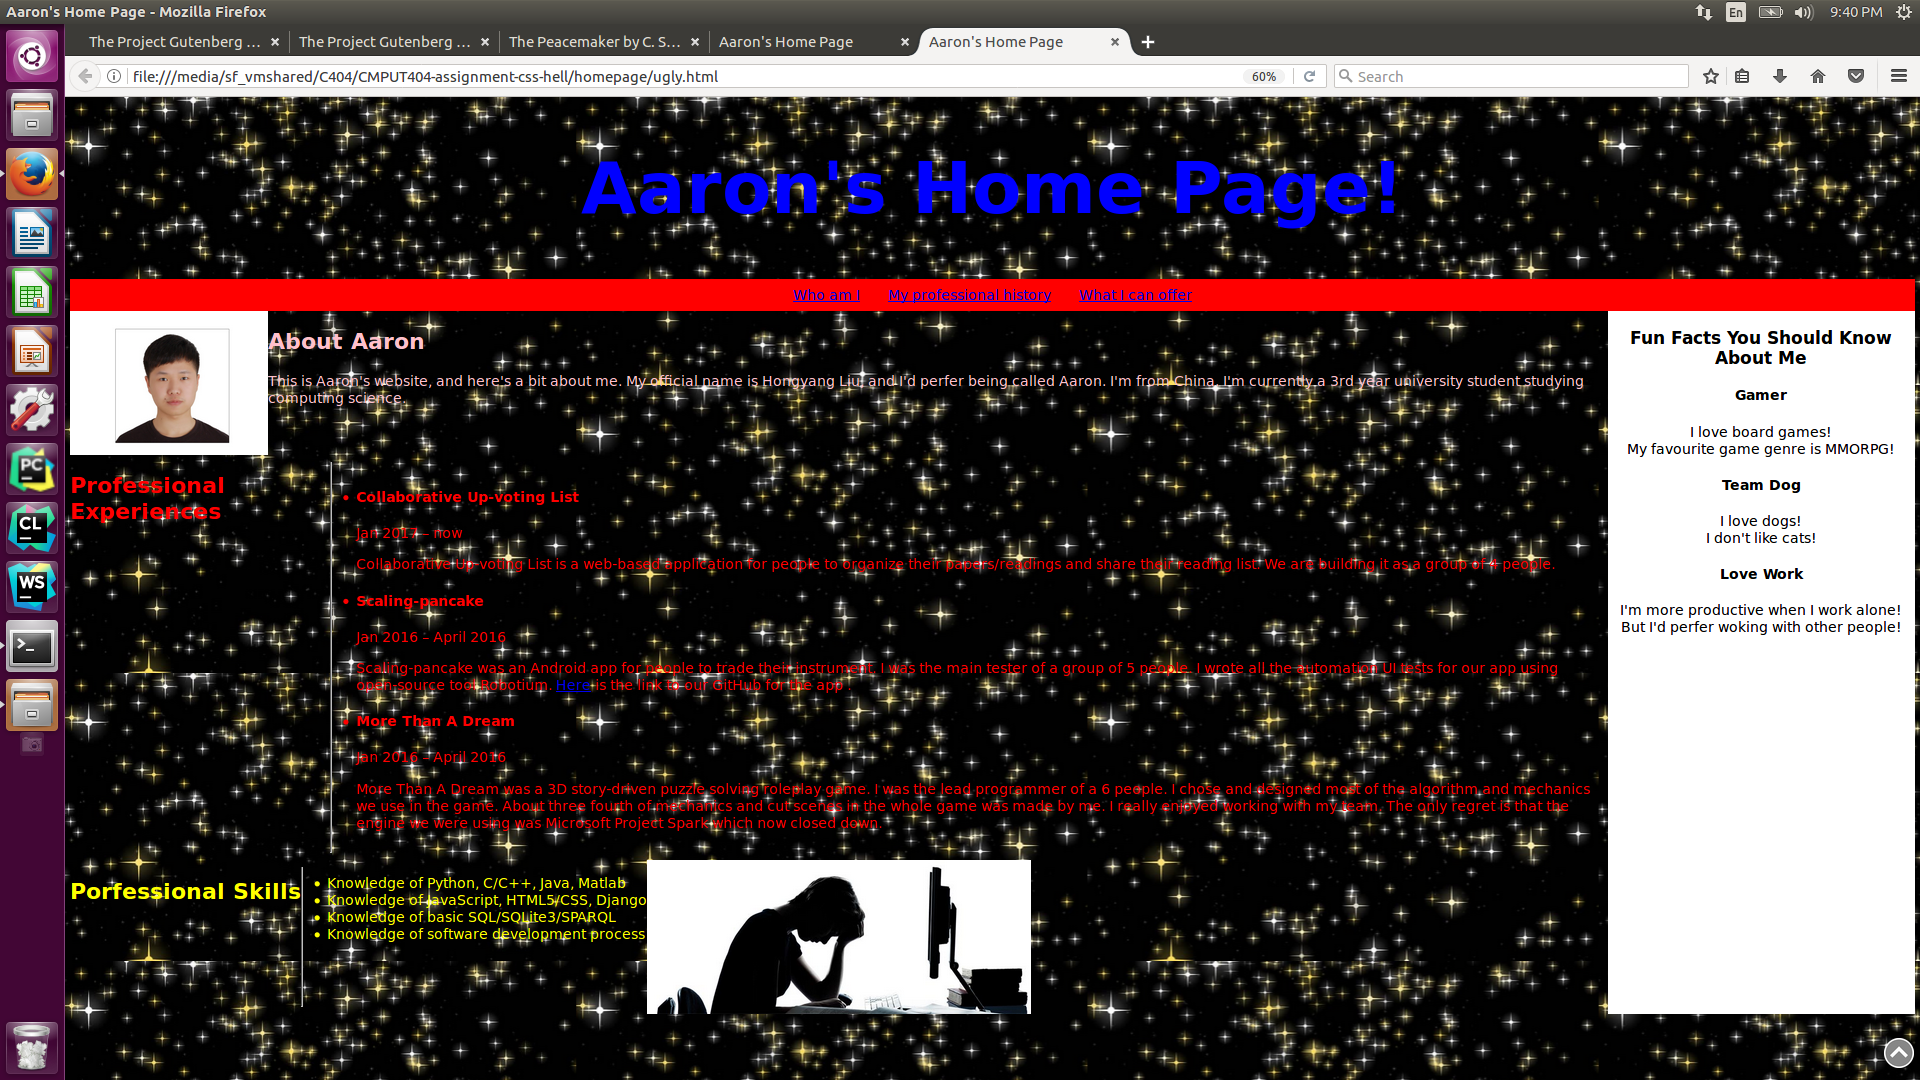 Aaron's Home Page - Mozilla Firefox
En
9:40 PM
The Project Gutenberg ...
The Project Gutenberg ...
The Peacemaker by C. S...
Aaron's Home Page
Aaron's Home Page
file:///media/sf_vmshared/C404/CMPUT404-assignment-css-hell/homepage/ugly.html
60%
Search
Aaron's Home Page!
Who am I
My professional history
What I can offer
About Aaron
This is Aaron's website, and here's a bit about me. My official name is Hongyang Liu, and I'd perfer being called Aaron. I'm from China. I'm currently a 3rd year university student studying
computing science.
Professional
Experiences
Collaborative Up-voting List
Jan 2017 – now
Collaborative Up-voting List is a web-based application for people to organize their papers/readings and share their reading list. We are building it as a group of 4 people.
Scaling-pancake
Jan 2016 – April 2016
Scaling-pancake was an Android app for people to trade their instrument. I was the main tester of a group of 5 people. I wrote all the automation UI tests for our app using
open-source tool Robotium. Here is the link to our GitHub for the app !
More Than A Dream
Jan 2016 – April 2016
More Than A Dream was a 3D story-driven puzzle solving roleplay game. I was the lead programmer of a 6 people. I chose and designed most of the algorithm and mechanics
we use in the game. About three fourth of mechanics and cut scenes in the whole game was made by me. I really enjoyed working with my team. The only regret is that the
engine we were using was Microsoft Project Spark which now closed down.
Porfessional Skills
Knowledge of Python, C/C++, Java, Matlab
Knowledge of JavaScript, HTML5/CSS, Django
Knowledge of basic SQL/SQLite3/SPARQL
Knowledge of software development process
Fun Facts You Should Know
About Me
Gamer
I love board games!
My favourite game genre is MMORPG!
Team Dog
I love dogs!
I don't like cats!
Love Work
I'm more productive when I work alone!
But I'd perfer woking with other people!
PC
CL
WS